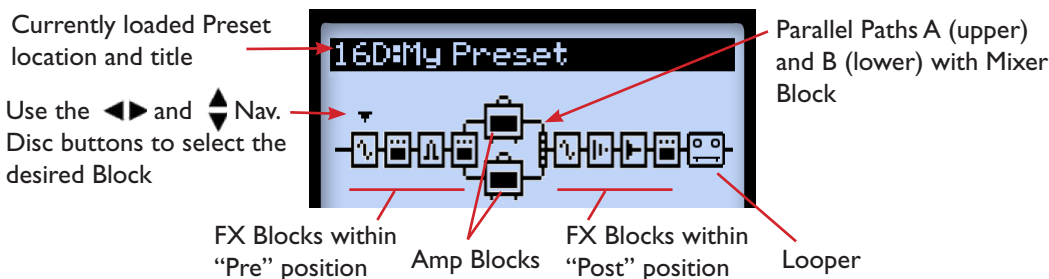 Currently loaded Preset
location and title
16D:My Preset
Parallel Paths A (upper)
and B (lower) with Mixer
Block
Use the ◀▶ and ▲▼ Nav.
Disc buttons to select the
desired Block
FX Blocks within
“Pre” position
Amp Blocks
FX Blocks within
“Post” position
Looper